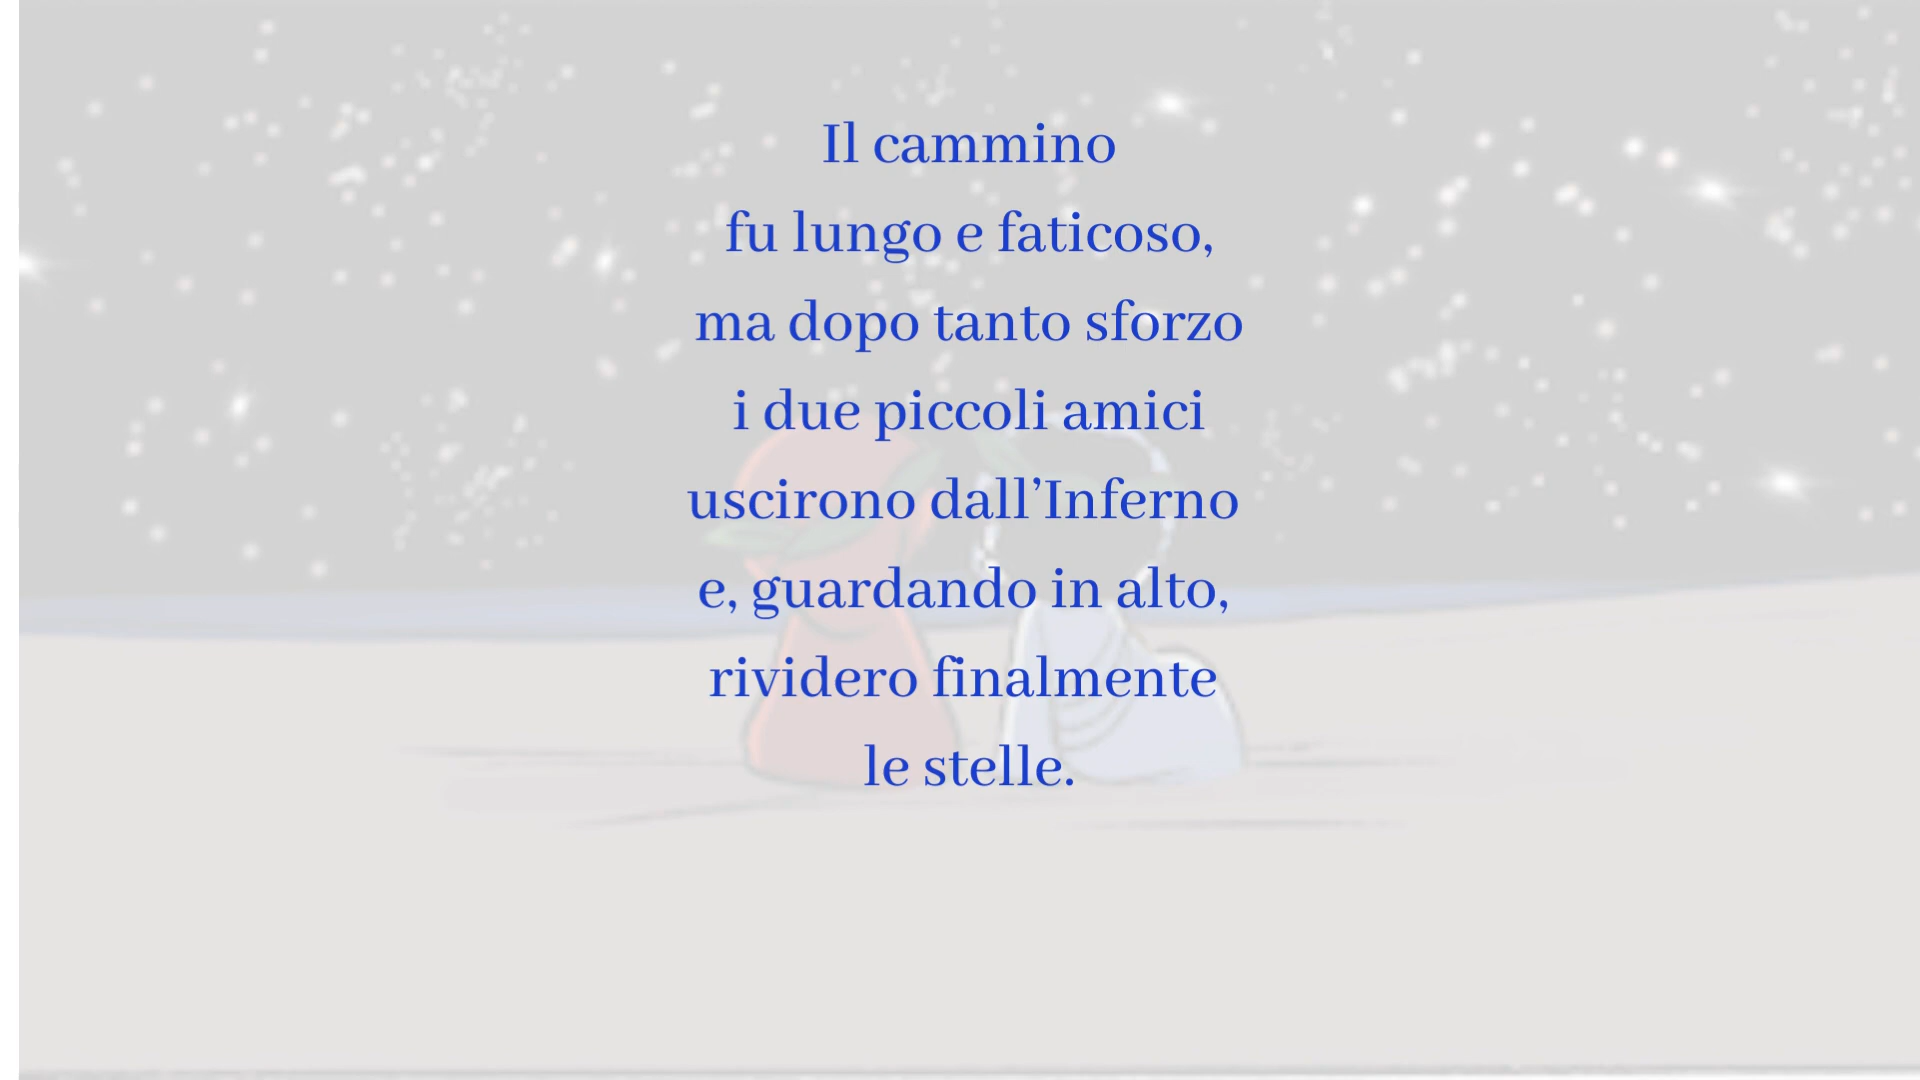 Il cammino
fu lungo e faticoso,
ma dopo tanto sforzo
i due piccoli amici
uscirono dall’Inferno
e, guardando in alto,
rividero finalmente
le stelle.